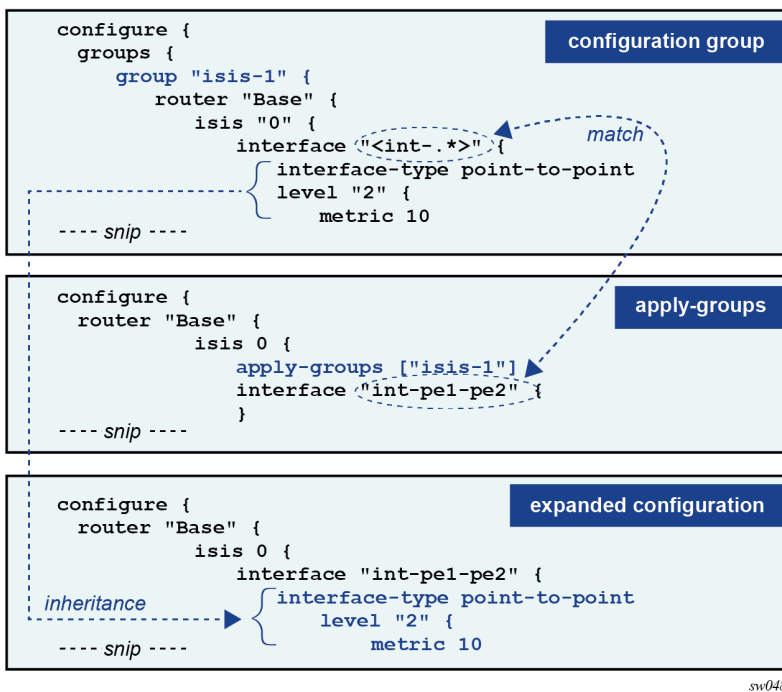 configure {
configuration group
groups {
group "isis-1" {
router "Base" {
isis "0" {
match
interface "<int-.*>" {
interface-type point-to-point
level "2" {
metric 10
---- snip ----
configure {
apply-groups
router "Base" {
isis 0 {
apply-groups ["isis-1"]
interface "int-pe1-pe2" {
}
---- snip ----
configure {
expanded configuration
router "Base" {
isis 0 {
interface "int-pe1-pe2" {
inheritance
interface-type point-to-point
level "2" {
metric 10
---- snip ----